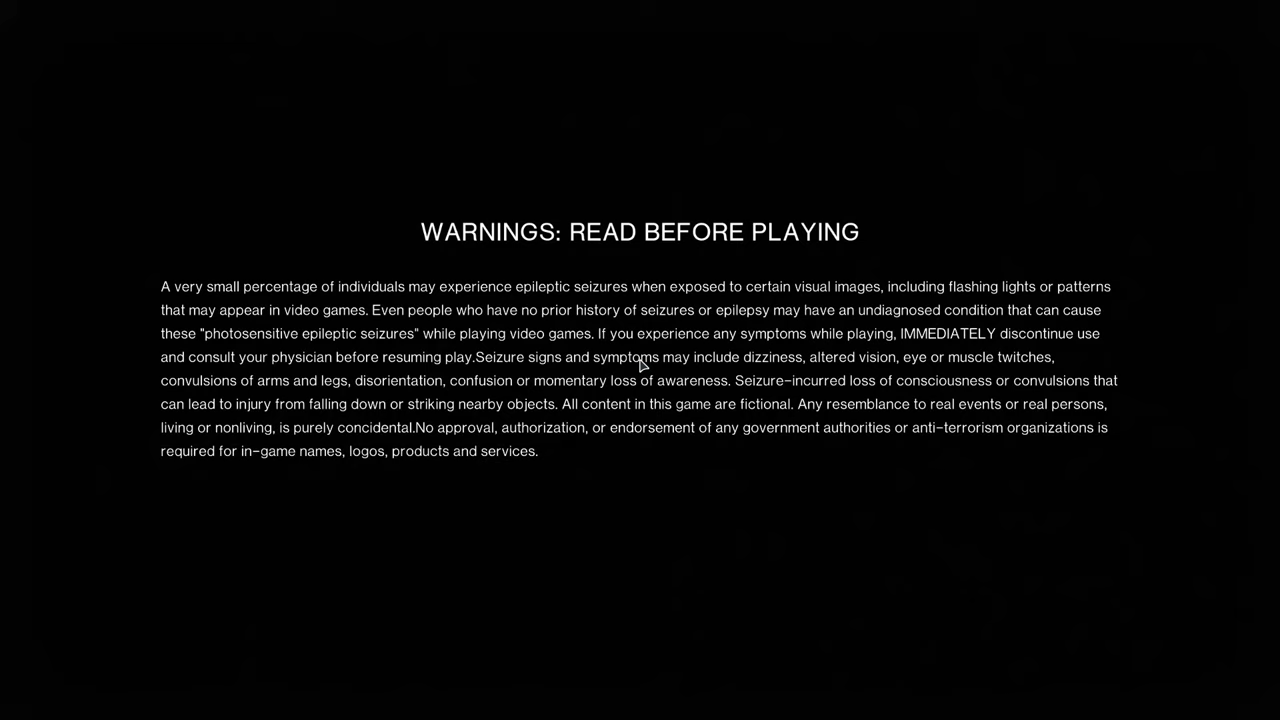 WARNINGS: READ BEFORE PLAYING
A very small percentage of individuals may experience epileptic seizures when exposed to certain visual images, including flashing lights or patterns
that may appear in video games. Even people who have no prior history of seizures or epilepsy may have an undiagnosed condition that can cause
these "photosensitive epileptic seizures" while playing video games. If you experience any symptoms while playing, IMMEDIATELY discontinue use
and consult your physician before resuming play.Seizure signs and symptoms may include dizziness, altered vision, eye or muscle twitches,
convulsions of arms and legs, disorientation, confusion or momentary loss of awareness. Seizure-incurred loss of consciousness or convulsions that
can lead to injury from falling down or striking nearby objects. All content in this game are fictional. Any resemblance to real events or real persons,
living or nonliving, is purely concidental.No approval, authorization, or endorsement of any government authorities or anti-terrorism organizations is
required for in-game names, logos, products and services.